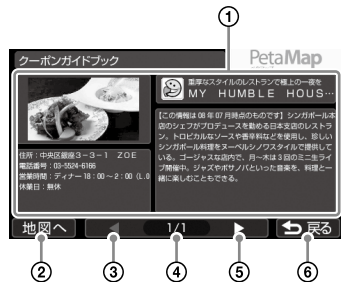 ①
クーポンガイドブック
PetaMap
重厚なスタイルのレストランで極上の一夜を
MY HUMBLE HOUS…
【この情報は 08 年 07 月時点のものです】シンガポール本
店のシェフがプロデュースを勤める日本支店のレストラ
ン。トロピカルなソースや香辛料などを使用し、珍しい
シンガポール料理をヌーベルシノワスタイルで提供して
いる。ゴージャスな店内で、月〜木は3回のミニ生ライ
ブ開催中。ジャズやボサノバといった音楽を、料理と一
緒に楽しむこともできる。
住所：中央区銀座３−３−１ ZOE
電話番号：03-5524-6166
営業時間：ディナー18：00〜2：00（L.O
休業日：無休
地図へ
1/1
戻る
② ③ ④ ⑤ ⑥